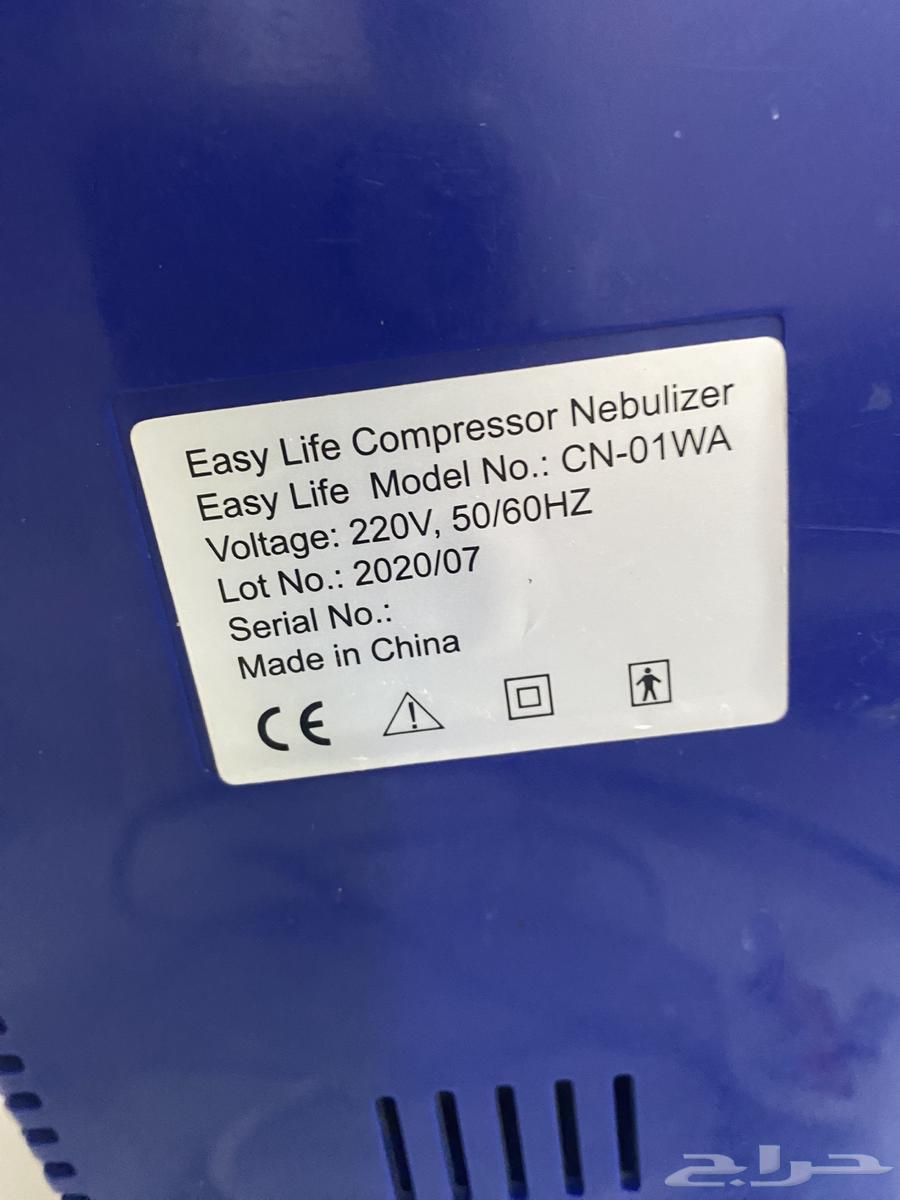 Easy Life Compressor Nebulizer
Easy Life Model No.: CN-01WA
Voltage: 220V, 50/60HZ
Lot No.: 2020/07
Serial No.:
Made in China
CE
حراج